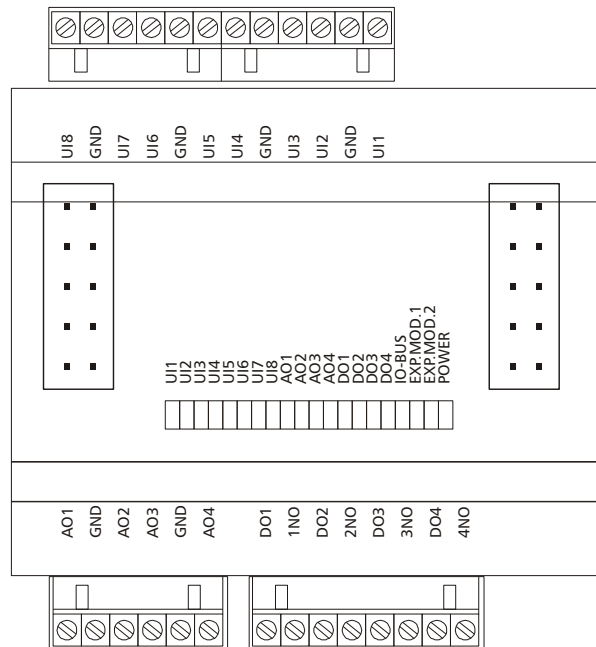 UI8 GND UI7 UI6 GND UI5 UI4 GND UI3 UI2 GND UI1
UI1
UI2
UI3
UI4
UI5
UI6
UI7
UI8
AO1
AO2
AO3
AO4
DO1
DO2
DO3
DO4
IO-BUS
EXP.MOD.1
EXP.MOD.2
POWER
AO1 GND AO2 AO3 GND AO4 DO1 1NO DO2 2NO DO3 3NO DO4 4NO